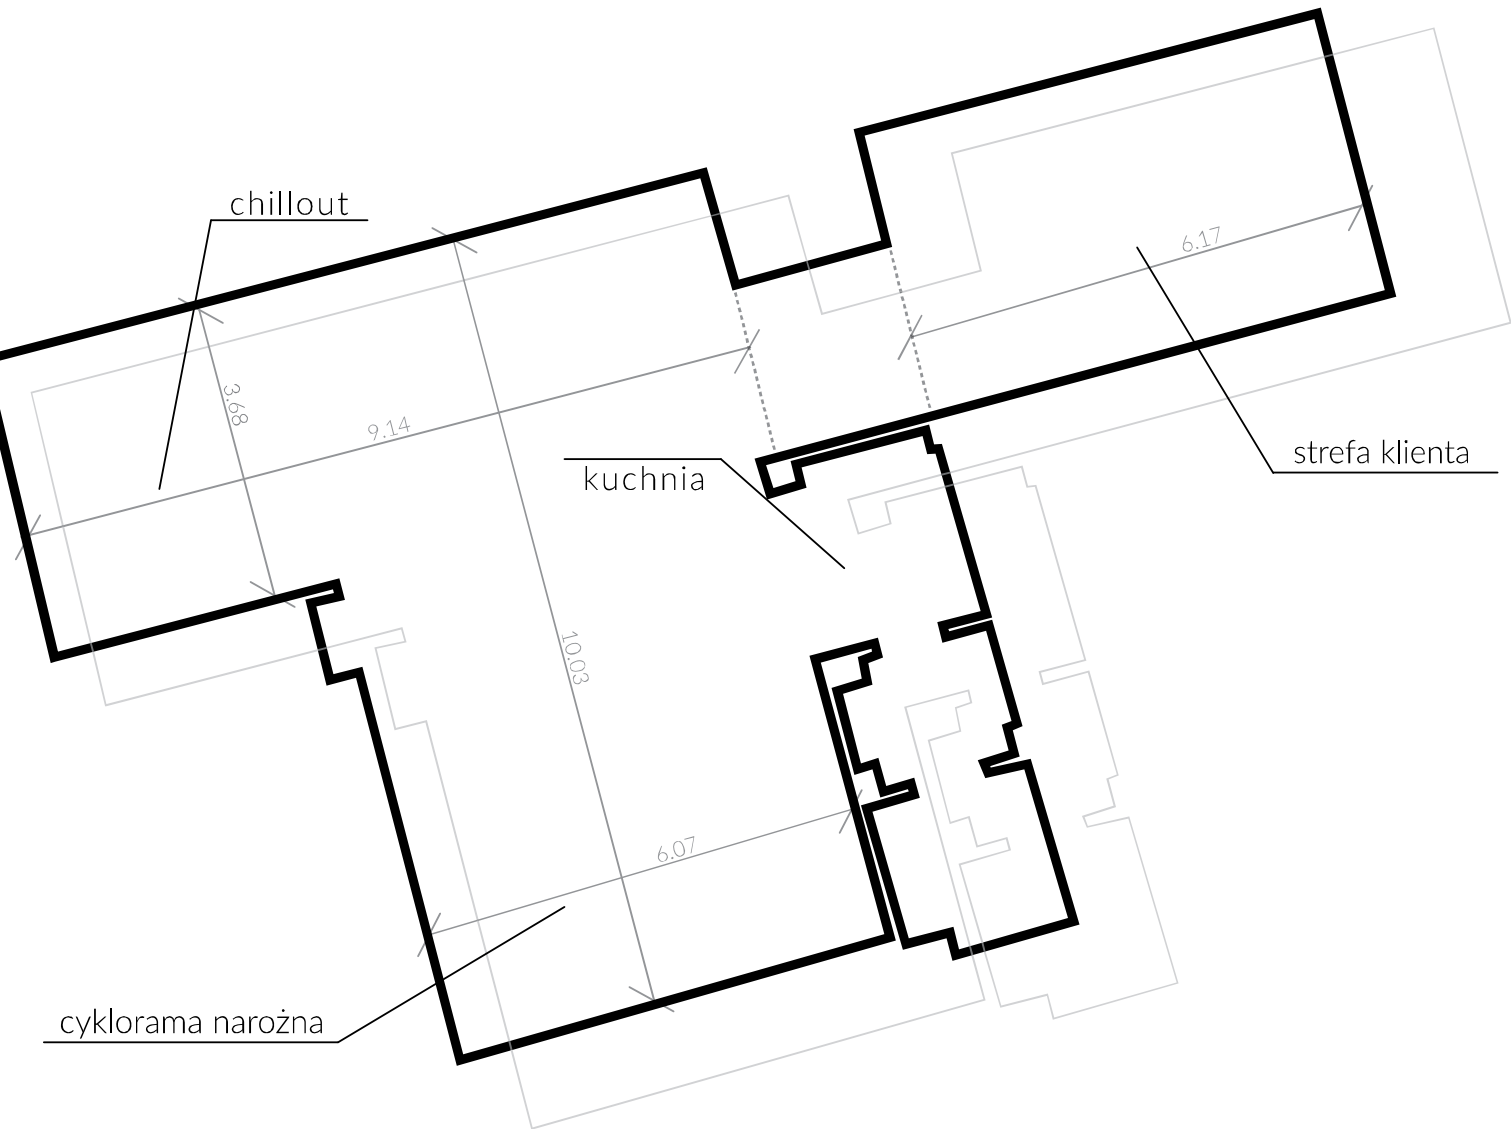 chillout
6.17
3.68
9.14
strefa klienta
kuchnia
10.03
6.07
cyklorama narożna